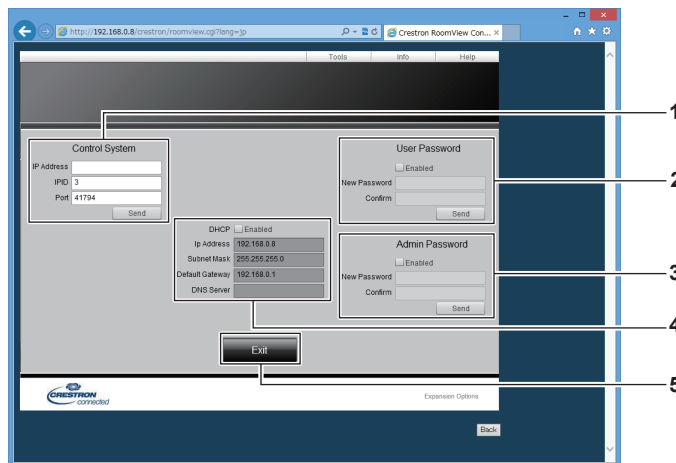 http://192.168.0.8/crestron/roomview.cgi?lang=jp
Crestron RoomView Con... ×
Tools Info Help
1
Control System
IP Address
IPID 3
Port 41794
Send
User Password
Enabled
New Password
Confirm
Send
2
DHCP Enabled
Ip Address 192.168.0.8
Subnet Mask 255.255.255.0
Default Gateway 192.168.0.1
DNS Server
Admin Password
Enabled
New Password
Confirm
Send
3
4
Exit
5
CRESTRON
connected
Expansion Options
Back